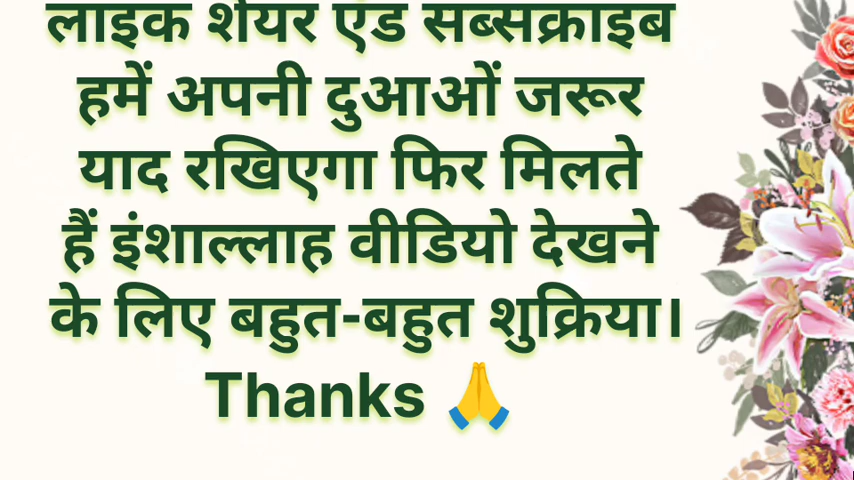 लाइक शेयर एंड सब्सक्राइब
हमें अपनी दुआओं जरूर
याद रखिएगा फिर मिलते
हैं इंशाल्लाह वीडियो देखने
के लिए बहुत-बहुत शुक्रिया।
Thanks 🙏